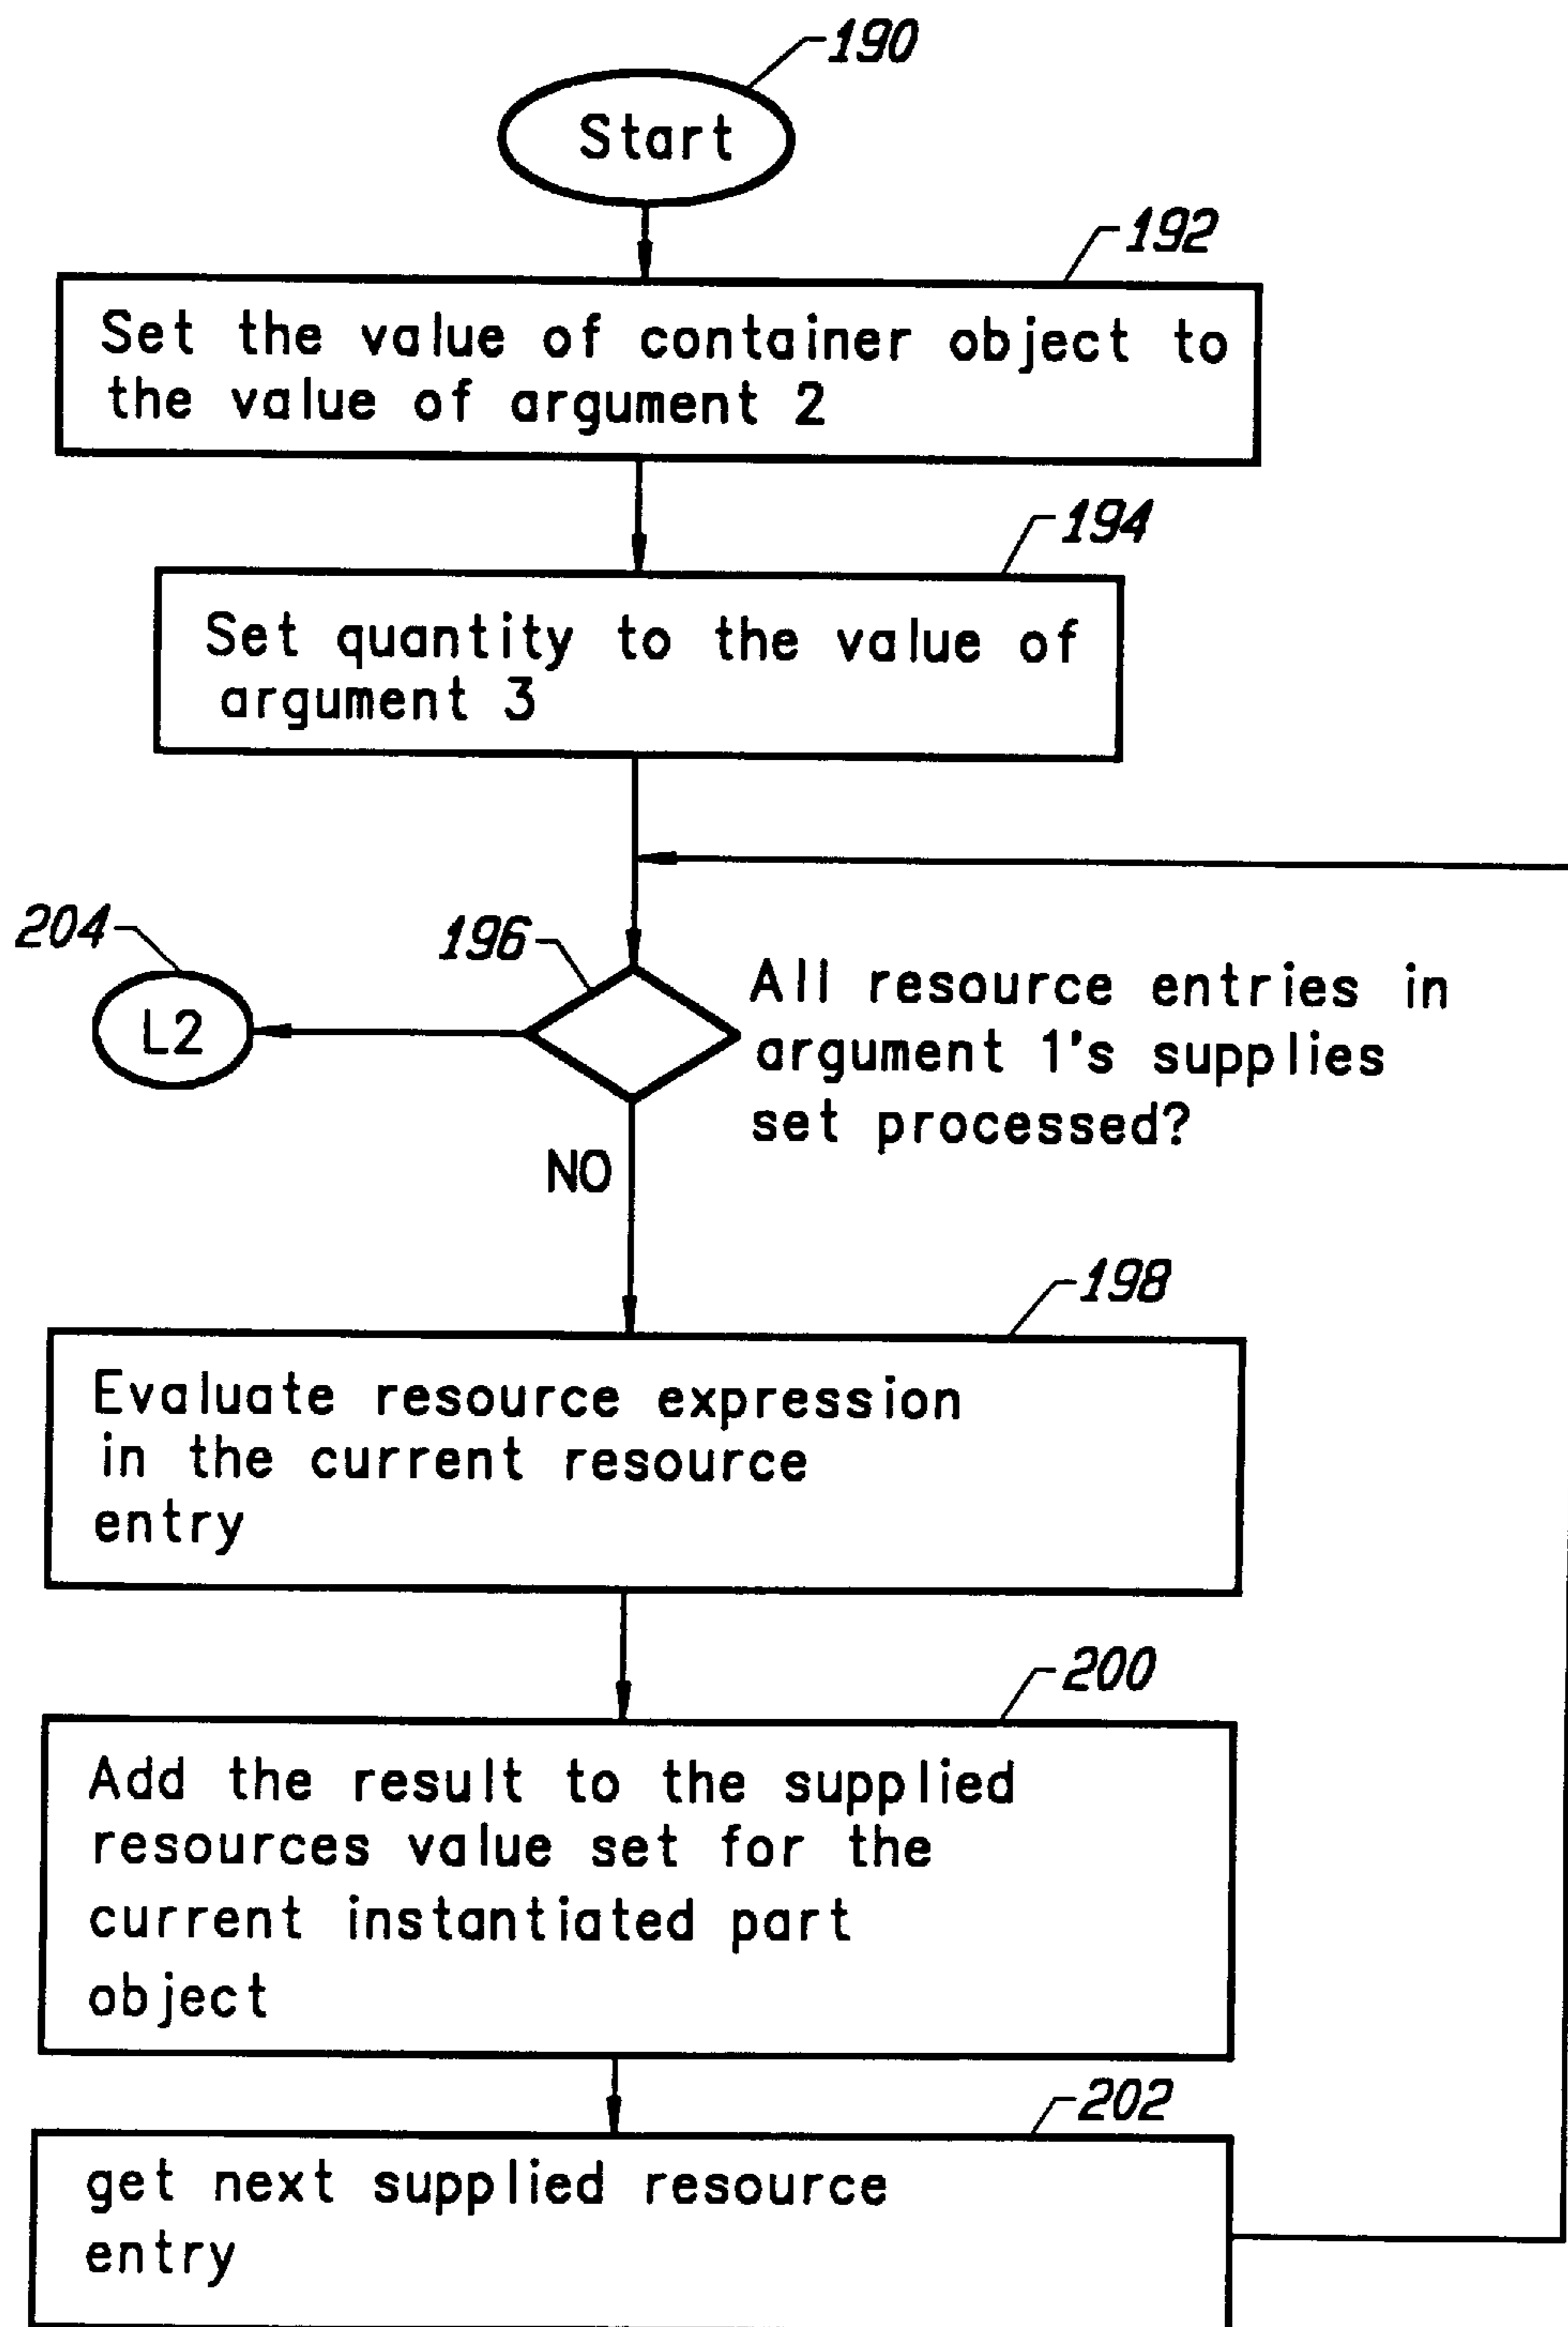 190
Start
192
Set the value of container object to
the value of argument 2
194
Set quantity to the value of
argument 3
204
196
L2
All resource entries in
argument 1's supplies
set processed?
NO
198
Evaluate resource expression
in the current resource
entry
200
Add the result to the supplied
resources value set for the
current instantiated part
object
202
get next supplied resource
entry